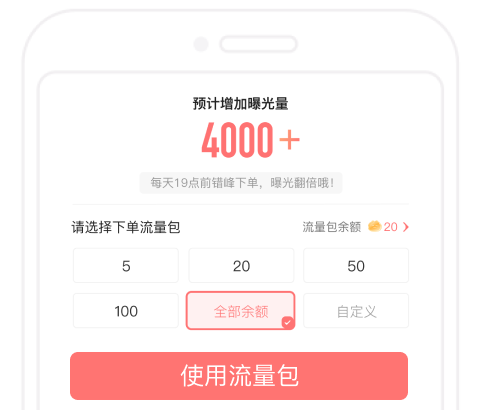 预计增加曝光量
4000+
每天19点前错峰下单，曝光翻倍哦！
请选择下单流量包 流量包余额 20
5 20 50
100 全部余额 自定义
使用流量包